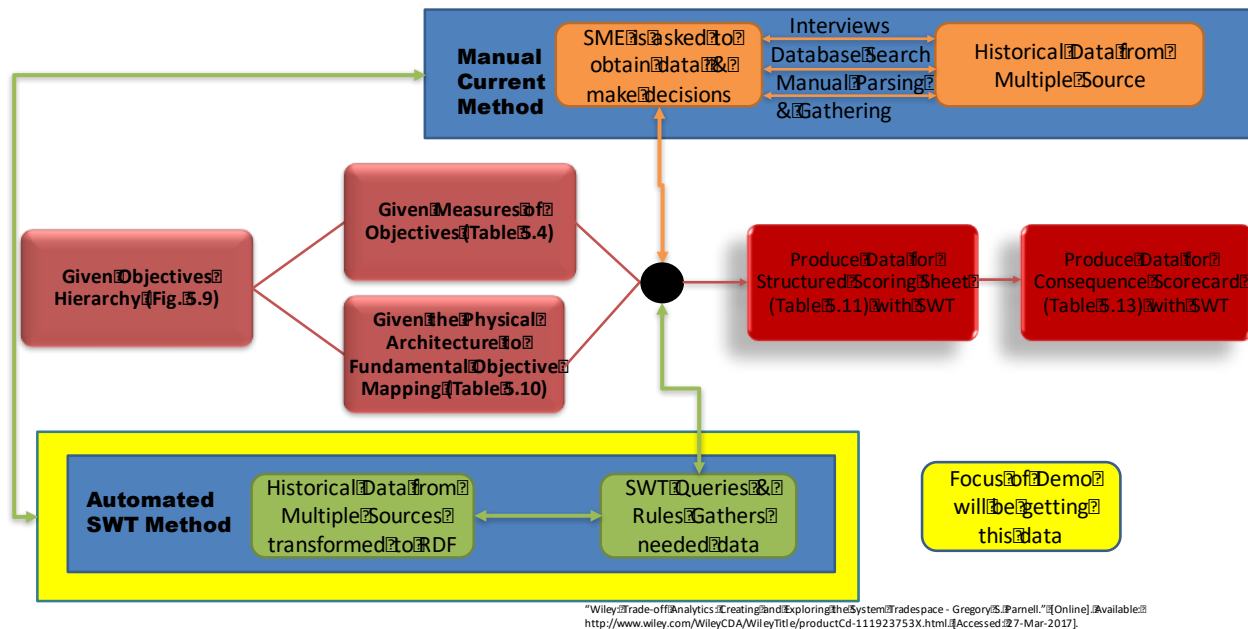 Manual
Current
Method
SME is asked to
obtain data &
make decisions
Interviews
Database Search
Manual Parsing
& Gathering
Historical Data from
Multiple Source
Given Objectives
Hierarchy (Fig. 5.9)
Given Measures of
Objectives (Table 5.4)
Given the Physical
Architecture to
Fundamental Objective
Mapping (Table 5.10)
Produce Data for
Structured Scoring Sheet
(Table 5.11) with SWT
Produce Data for
Consequence Scorecard
(Table 5.13) with SWT
Automated
SWT Method
Historical Data from
Multiple Sources
transformed to RDF
SWT Queries &
Rules Gathers
needed data
Focus of Demo
will be getting
this data
"Wiley: Trade-off Analytics: Creating and Exploring the System Tradespace - Gregory S. Parnell." [Online]. Available:
http://www.wiley.com/WileyCDA/WileyTitle/productCd-111923753X.html. [Accessed: 27-Mar-2017].